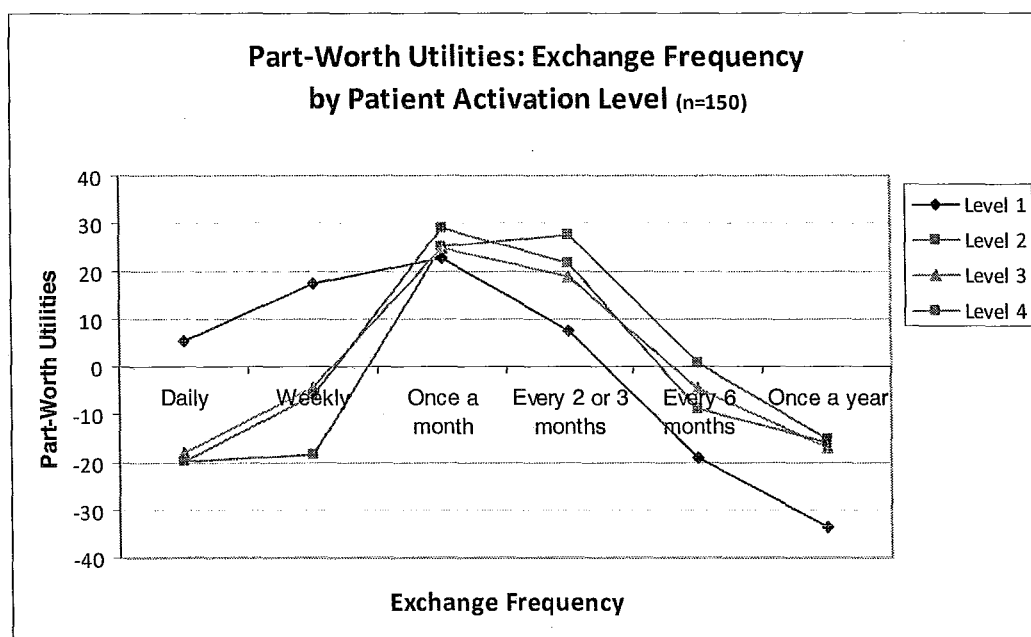 Part-Worth Utilities: Exchange Frequency
by Patient Activation Level (n=150)
40
30
20
10
0
-10
-20
-30
-40
Part-Worth Utilities
Daily
Weekly
Once a
month
Every 2 or 3
months
Every 6
months
Once a year
Exchange Frequency
Level 1
Level 2
Level 3
Level 4